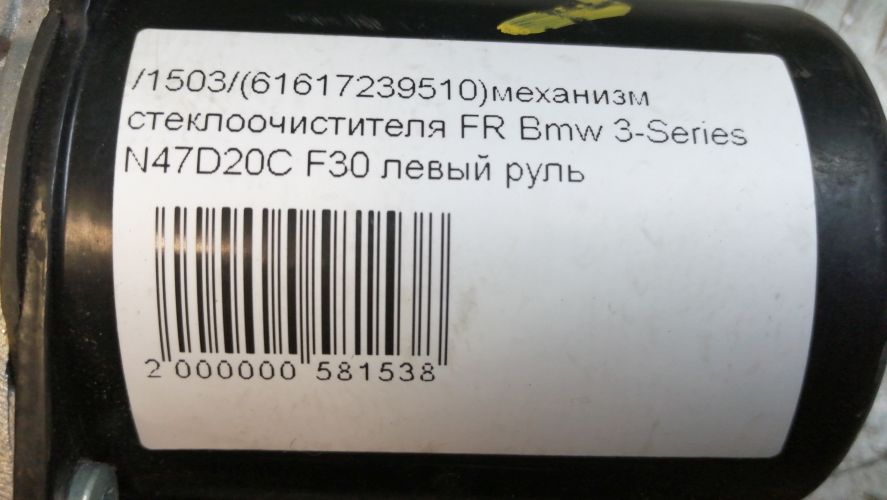 /1503/(61617239510)механизм
стеклоочистителя FR Bmw 3-Series
N47D20C F30 левый руль
2 000000 581538